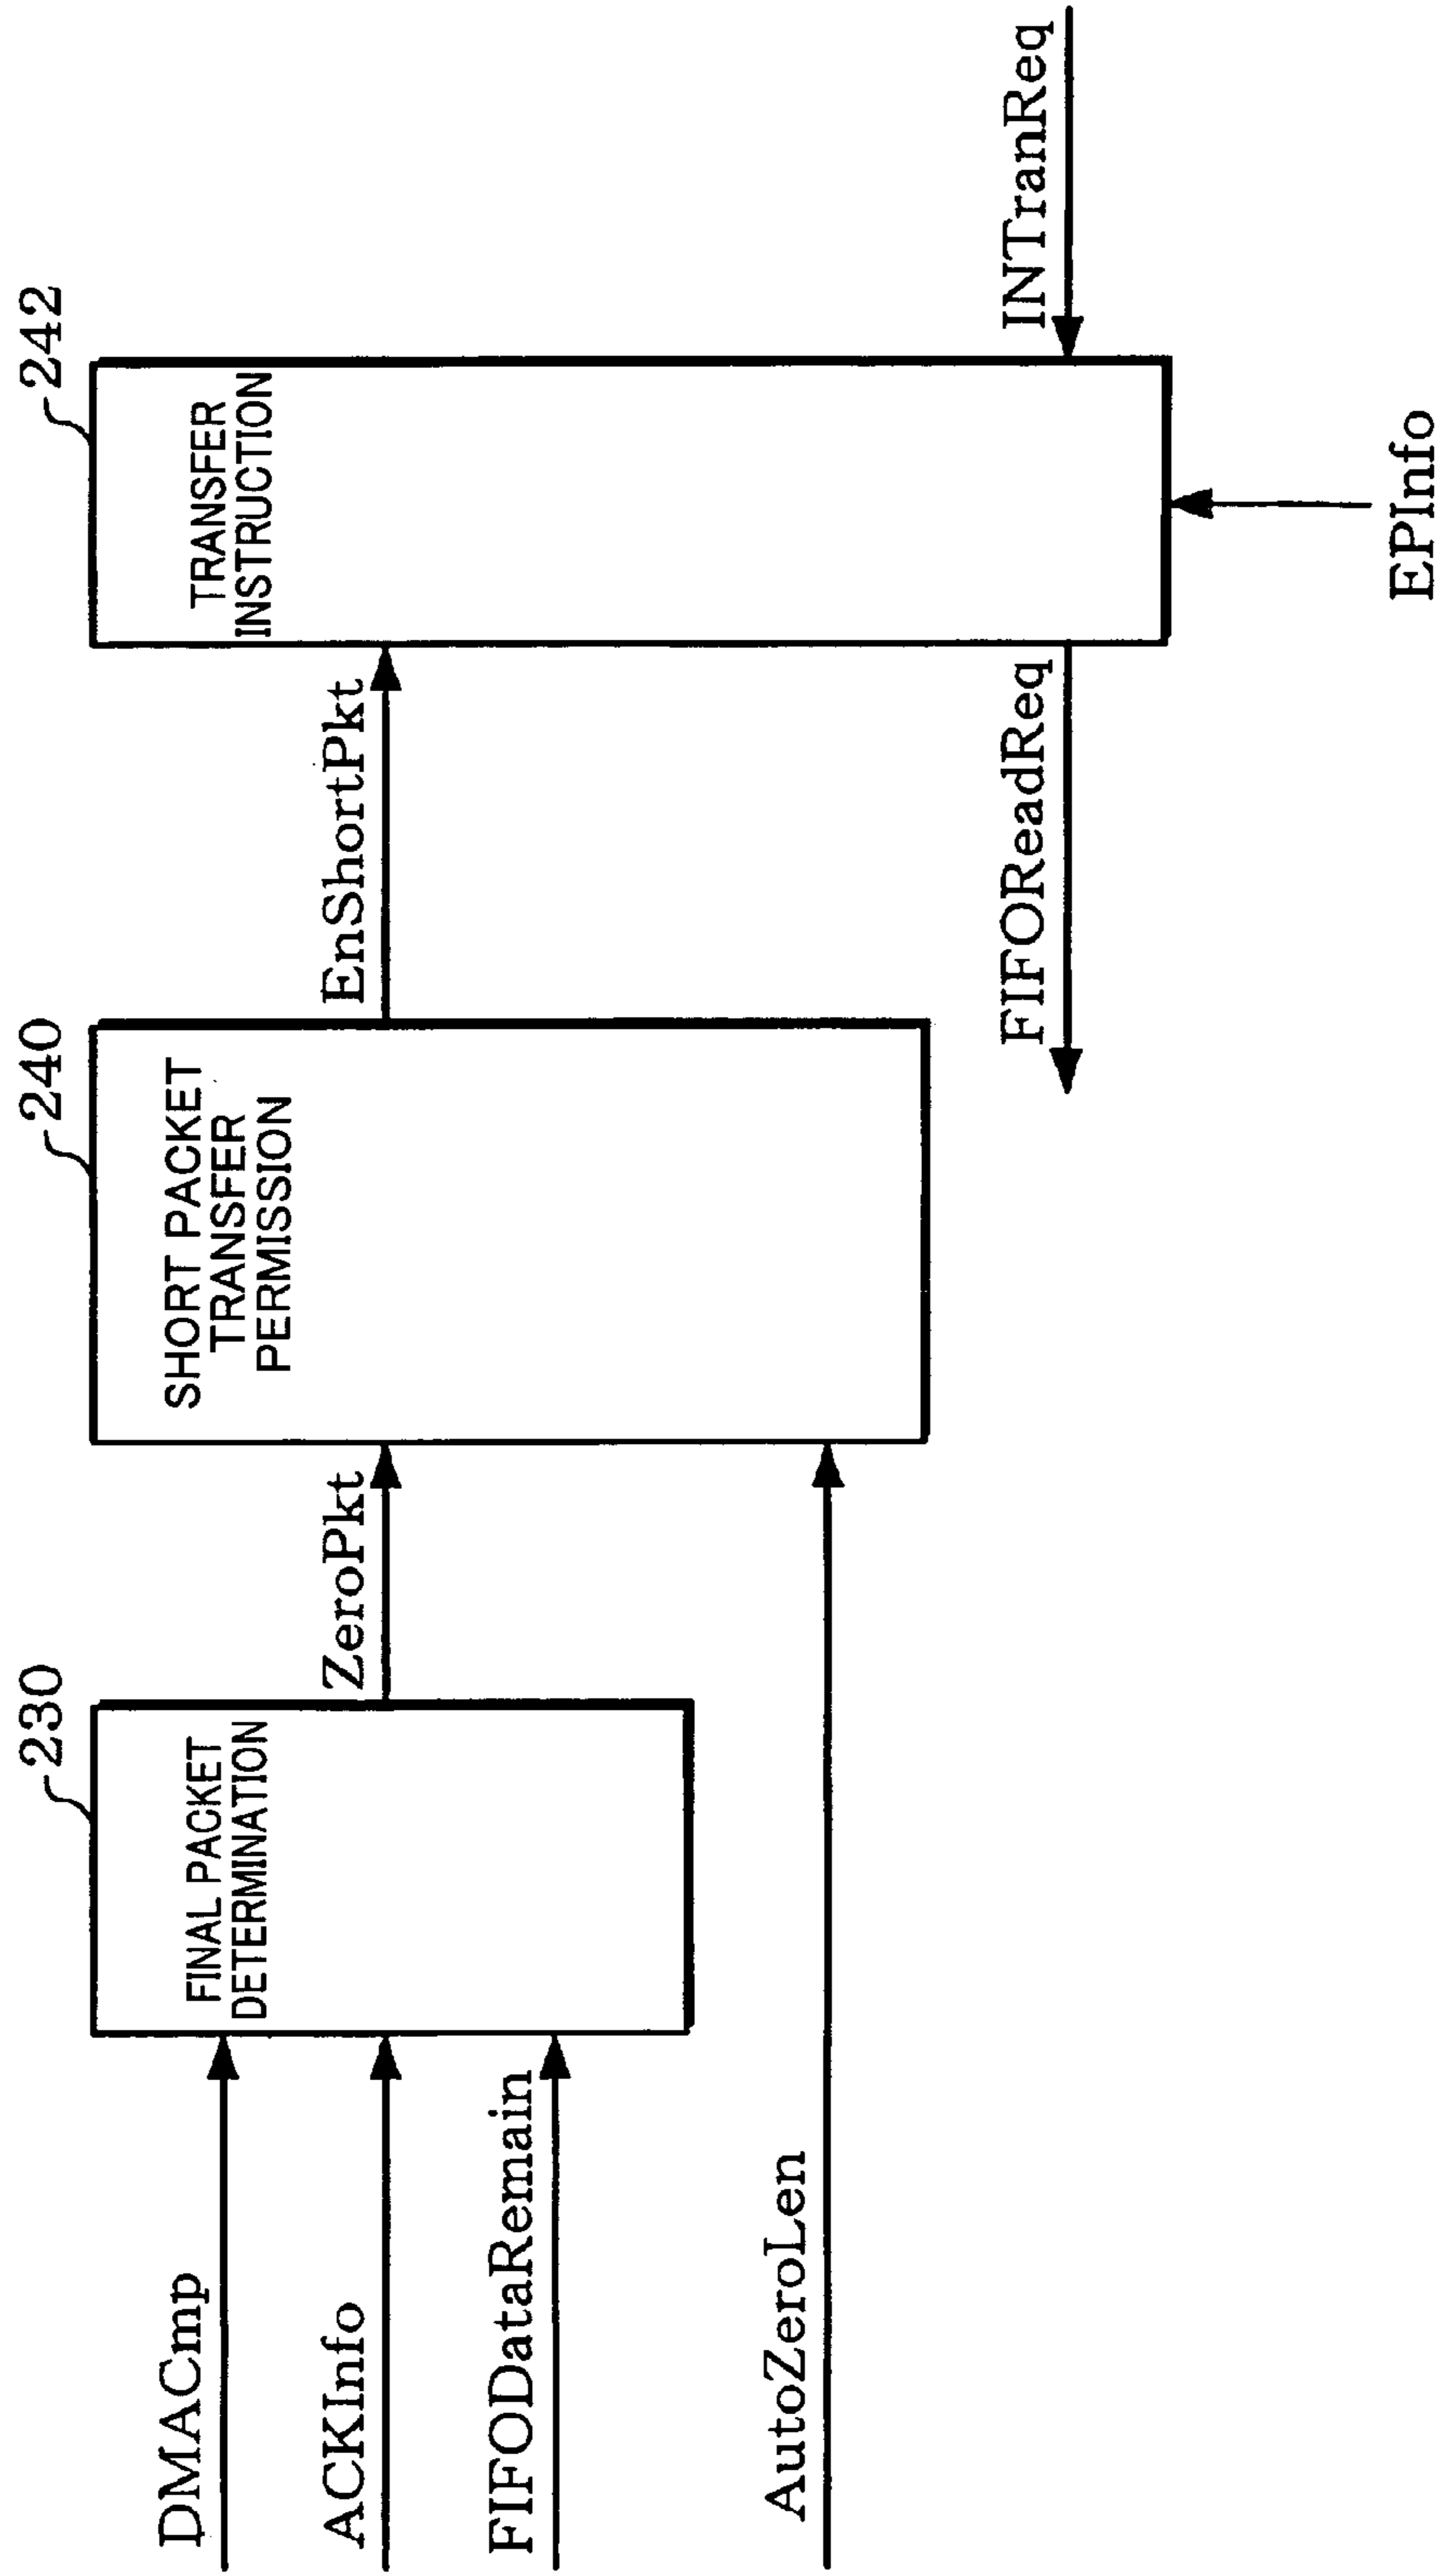 230
240
242
FINAL PACKET
DETERMINATION
SHORT PACKET
TRANSFER
PERMISSION
TRANSFER
INSTRUCTION
DMACmp
ACKInfo
ZeroPkt
EnShortPkt
FIFODataRemain
AutoZeroLen
FIFOReadReq
INTranReq
EPInfo